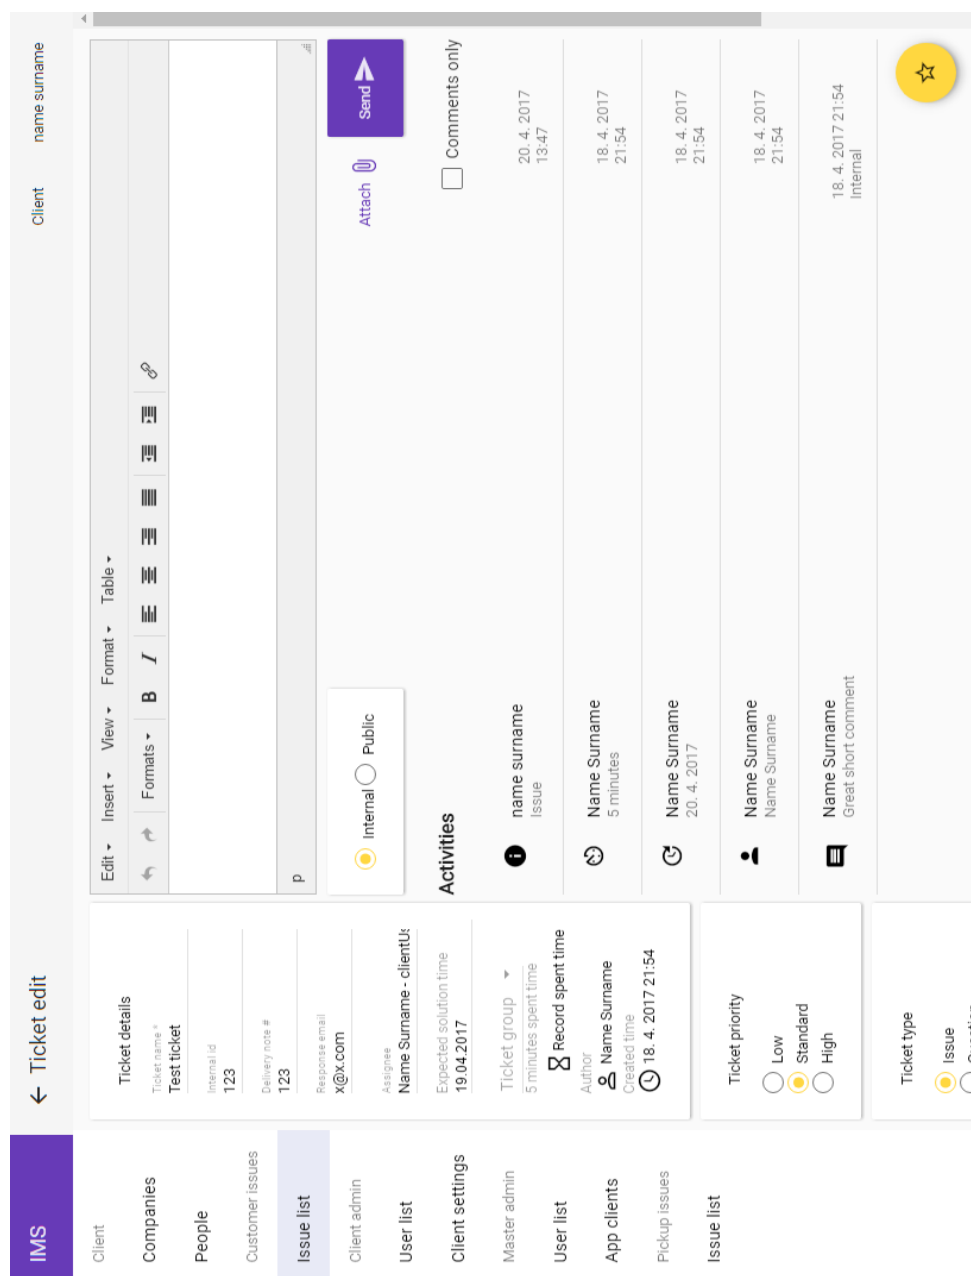 IMS
← Ticket edit
Client
name surname
Client
Companies
People
Customer issues
Issue list
Client admin
User list
Client settings
Master admin
User list
App clients
Pickup issues
Issue list
Ticket details
Ticket name *
Test ticket
Internal id
123
Delivery note #
123
Response email
x@x.com
Assignee
Name Surname - clientUs
Expected solution time
19.04.2017
Ticket group
5 minutes spent time
Record spent time
Author
Name Surname
Created time
18. 4. 2017 21:54
Ticket priority
Low
Standard
High
Ticket type
Issue
Edit Insert View Format Table
Formats B I
p
Internal Public
Attach
Send
Activities
Comments only
name surname
Issue
20. 4. 2017
13:47
Name Surname
5 minutes
18. 4. 2017
21:54
Name Surname
20. 4. 2017
18. 4. 2017
21:54
Name Surname
Name Surname
18. 4. 2017
21:54
Name Surname
Great short comment
18. 4. 2017 21:54
Internal